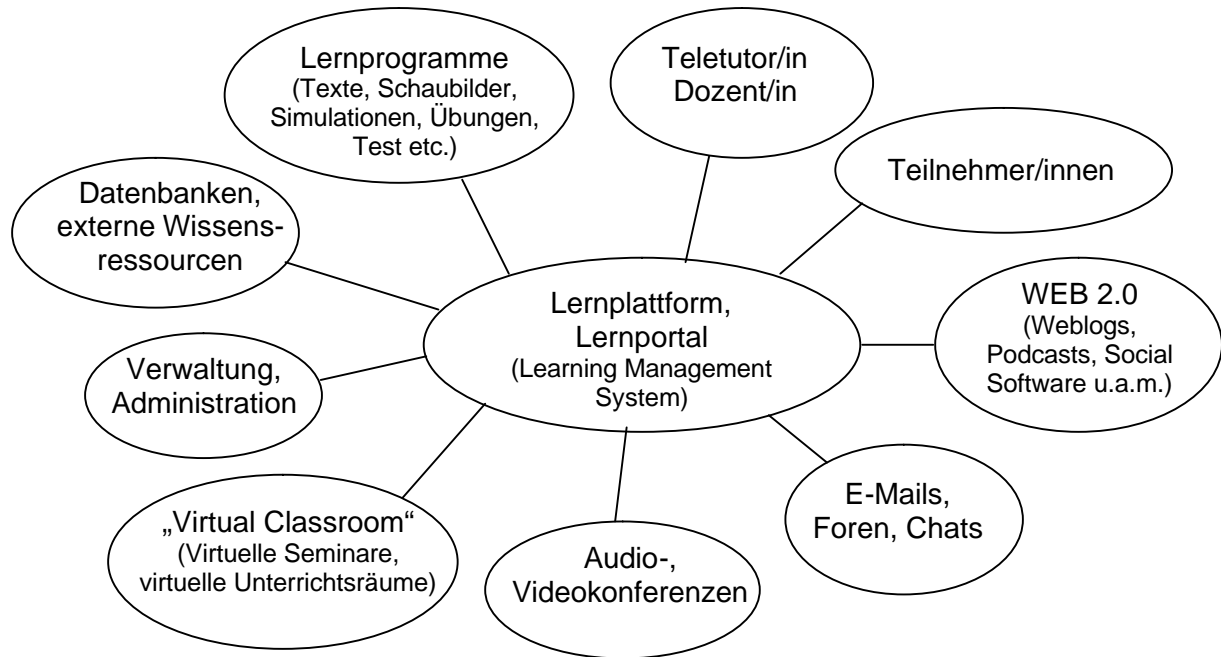 Lernprogramme
(Texte, Schaubilder,
Simulationen, Übungen,
Test etc.)
Teletutor/in
Dozent/in
Teilnehmer/innen
Datenbanken,
externe Wissens-
ressourcen
Lernplattform,
Lernportal
(Learning Management
System)
WEB 2.0
(Weblogs,
Podcasts, Social
Software u.a.m.)
Verwaltung,
Administration
„Virtual Classroom“
(Virtuelle Seminare,
virtuelle Unterrichtsräume)
Audio-,
Videokonferenzen
E-Mails,
Foren, Chats